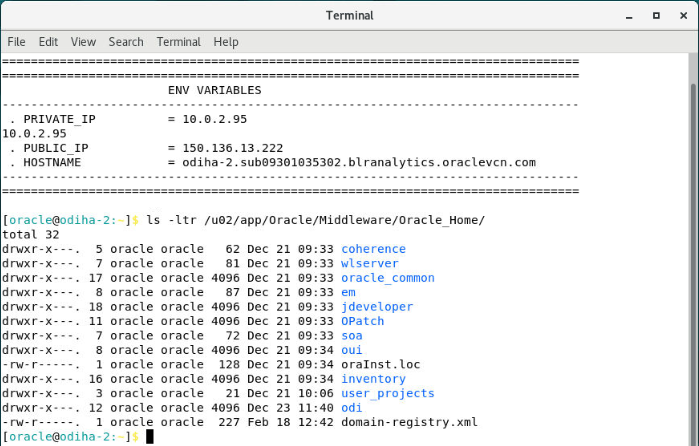 Terminal
File Edit View Search Terminal Help
================================================================================
================================================================================
                       ENV VARIABLES
--------------------------------------------------------------------------------
 . PRIVATE_IP          = 10.0.2.95
10.0.2.95
 . PUBLIC_IP           = 150.136.13.222
 . HOSTNAME            = odiha-2.sub09301035302.blranalytics.oraclevcn.com
--------------------------------------------------------------------------------
================================================================================
[oracle@odiha-2:~]$ ls -ltr /u02/app/Oracle/Middleware/Oracle_Home/
total 32
drwxr-x---.  5 oracle oracle   62 Dec 21 09:33 coherence
drwxr-x---.  7 oracle oracle   81 Dec 21 09:33 wlserver
drwxr-x---. 17 oracle oracle 4096 Dec 21 09:33 oracle_common
drwxr-x---.  8 oracle oracle   87 Dec 21 09:33 em
drwxr-x---. 18 oracle oracle 4096 Dec 21 09:33 jdeveloper
drwxr-x---. 11 oracle oracle 4096 Dec 21 09:33 OPatch
drwxr-x---.  7 oracle oracle   72 Dec 21 09:33 soa
drwxr-x---.  8 oracle oracle 4096 Dec 21 09:34 oui
-rw-r-----.  1 oracle oracle  128 Dec 21 09:34 oraInst.loc
drwxr-x---. 16 oracle oracle 4096 Dec 21 09:34 inventory
drwxr-x---.  3 oracle oracle   21 Dec 21 10:06 user_projects
drwxr-x---. 12 oracle oracle 4096 Dec 23 11:40 odi
-rw-r-----.  1 oracle oracle  227 Feb 18 12:42 domain-registry.xml
[oracle@odiha-2:~]$